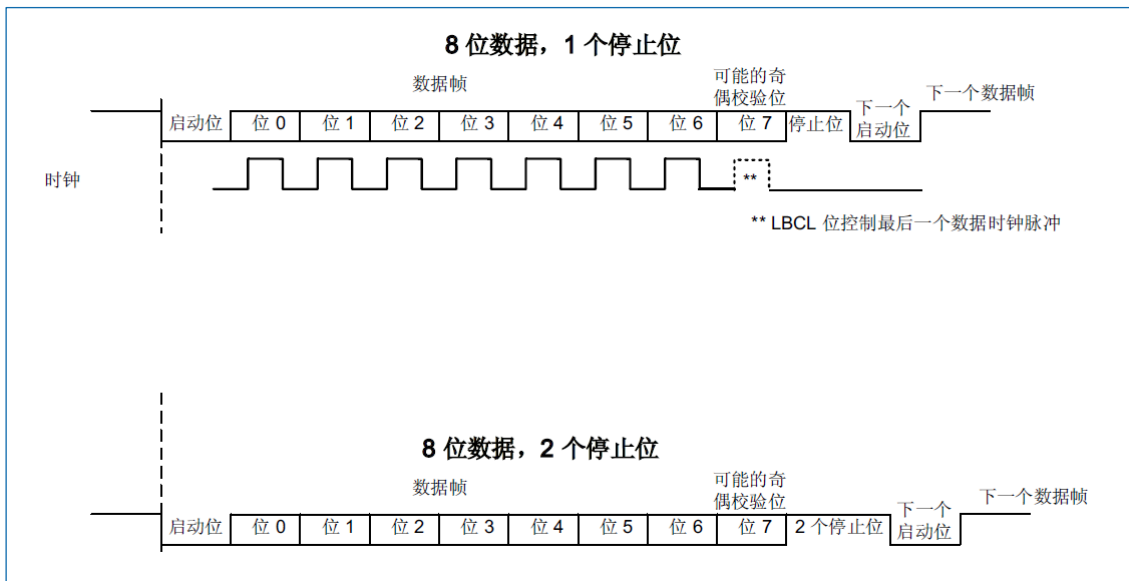 8 位数据，1 个停止位
数据帧
可能的奇
偶校验位
下一个数据帧
启动位 位 0 位 1 位 2 位 3 位 4 位 5 位 6 位 7 停止位 下一个
启动位
时钟
**
** LBCL 位控制最后一个数据时钟脉冲
8 位数据，2 个停止位
数据帧
可能的奇
偶校验位
下一个数据帧
启动位 位 0 位 1 位 2 位 3 位 4 位 5 位 6 位 7 2 个停止位 下一个
启动位